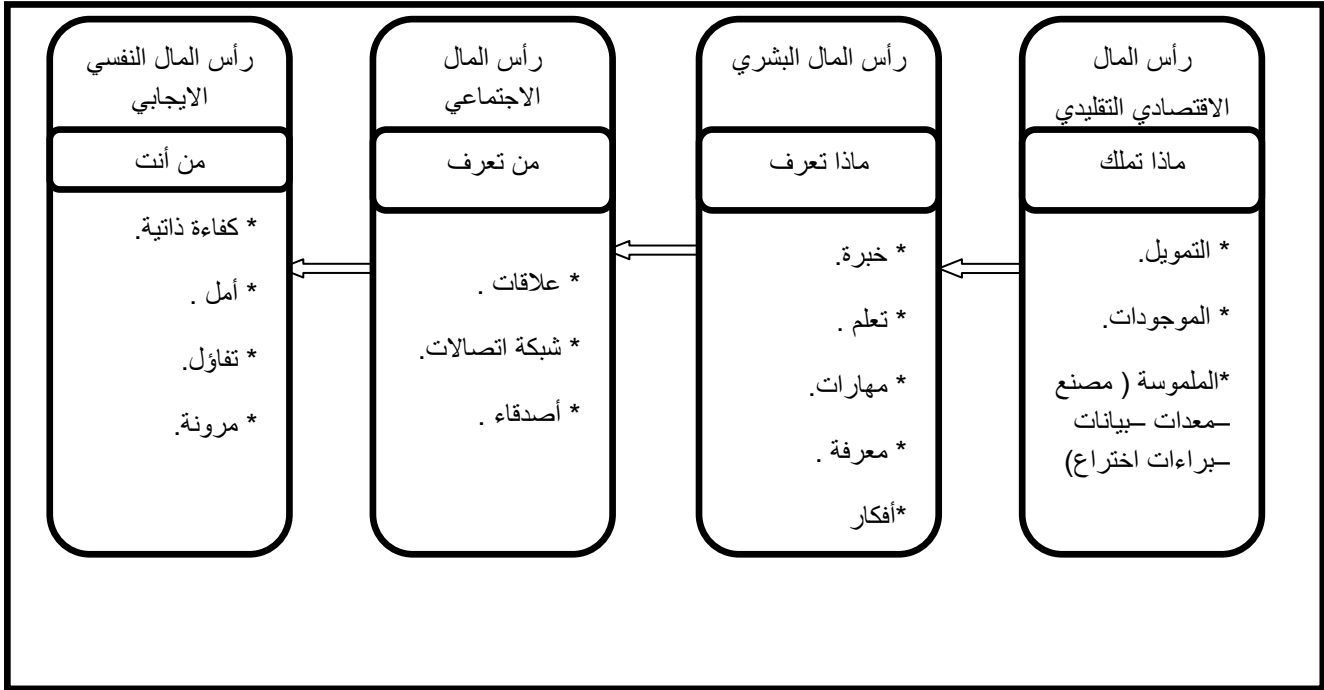 رأس المال
الاقتصادي التقليدي
ماذا تملك
* التمويل.
* الموجودات.
*الملموسة ( مصنع
–معدات –بيانات
–براءات اختراع)
رأس المال البشري
ماذا تعرف
* خبرة.
* تعلم .
* مهارات.
* معرفة .
*أفكار
رأس المال
الاجتماعي
من تعرف
* علاقات .
* شبكة اتصالات.
* أصدقاء .
رأس المال النفسي
الايجابي
من أنت
* كفاءة ذاتية.
* أمل .
* تفاؤل.
* مرونة.